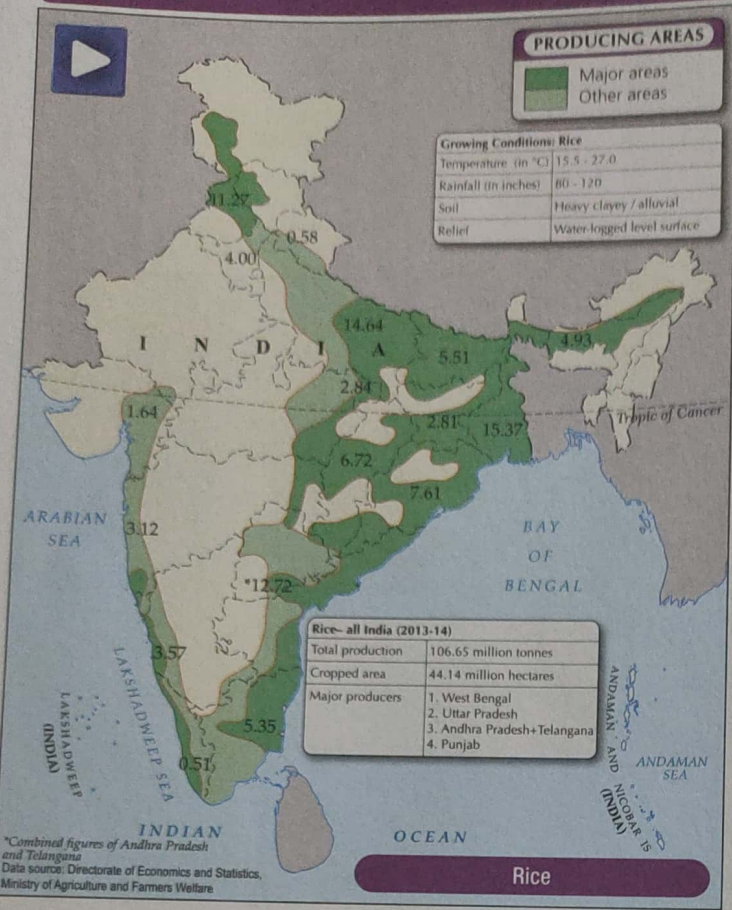 PRODUCING AREAS
Major areas
Other areas
Growing Conditions: Rice
Temperature (in °C) 15.5 - 27.0
Rainfall (in inches) 80 - 120
Soil Heavy clayey / alluvial
Relief Water-logged level surface
11.27
0.58
4.00
14.64
I N D I A
5.51
4.93
2.84
1.64
2.81
15.37
Tropic of Cancer
6.72
7.61
ARABIAN
SEA
3.12
BAY
OF
BENGAL
*12.72
Rice– all India (2013-14)
Total production 106.65 million tonnes
Cropped area 44.14 million hectares
Major producers 1. West Bengal
2. Uttar Pradesh
3. Andhra Pradesh+Telangana
4. Punjab
3.57
5.35
0.51
LAKSHADWEEP SEA
LAKSHADWEEP
(INDIA)
ANDAMAN AND NICOBAR IS
(INDIA)
ANDAMAN
SEA
INDIAN OCEAN
*Combined figures of Andhra Pradesh
and Telangana
Data source: Directorate of Economics and Statistics,
Ministry of Agriculture and Farmers Welfare
Rice